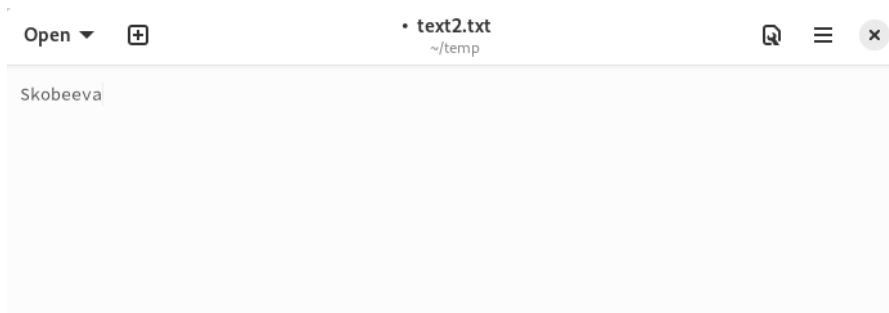 Open
• text2.txt
~/temp
Skobeeva